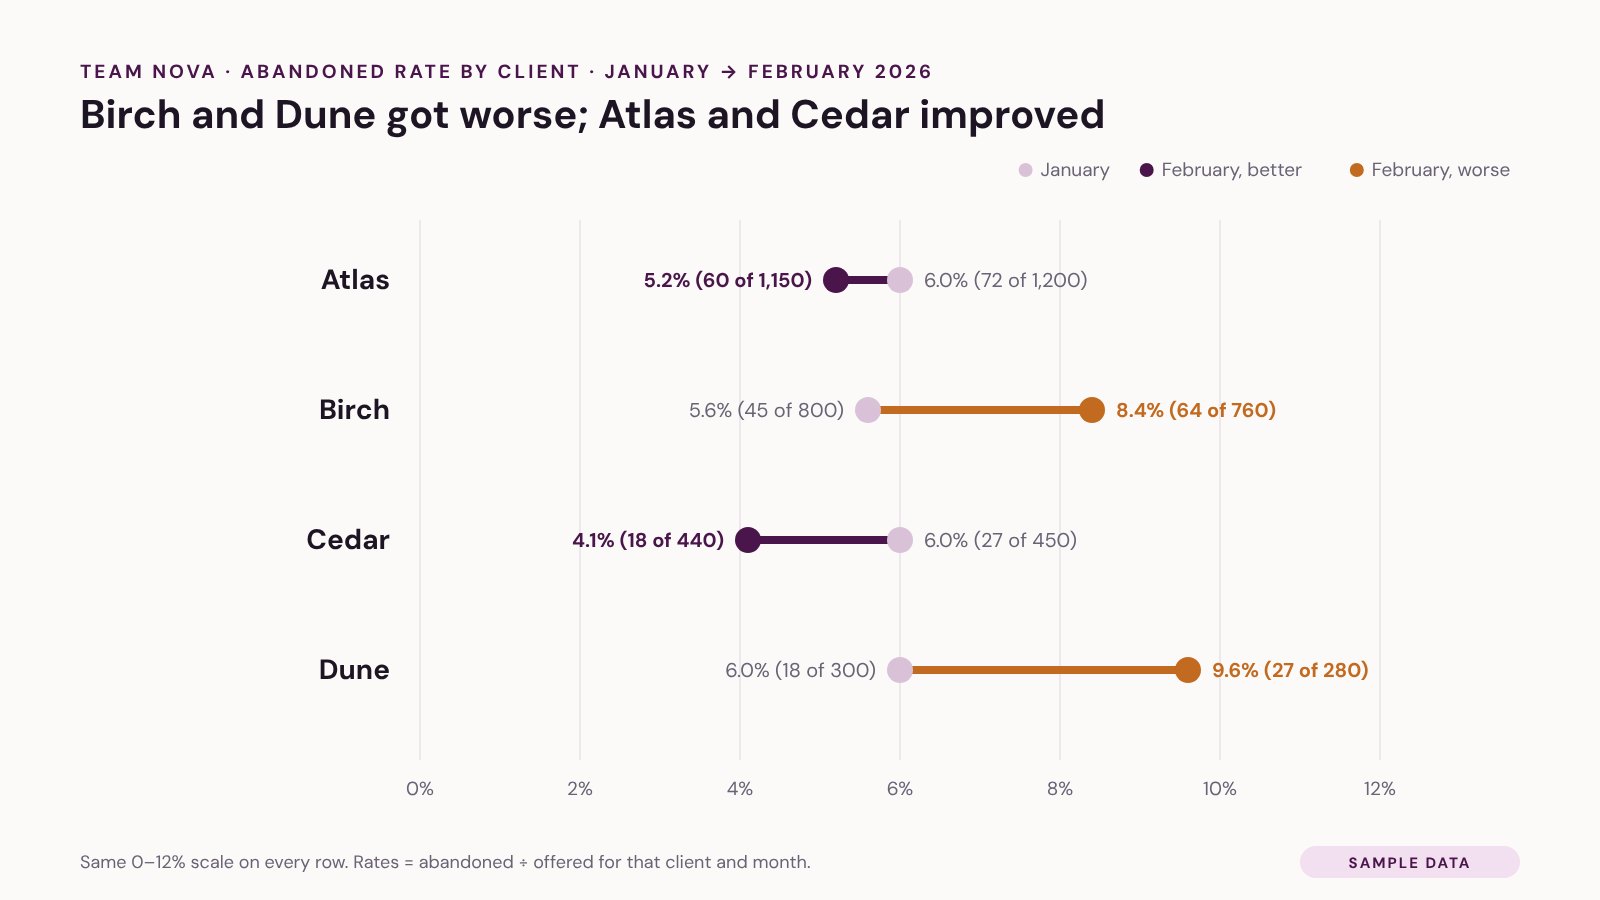 TEAM NOVA · ABANDONED RATE BY CLIENT · JANUARY → FEBRUARY 2026
Birch and Dune got worse; Atlas and Cedar improved
January
February, better
February, worse
Atlas
5.2% (60 of 1,150)
6.0% (72 of 1,200)
Birch
5.6% (45 of 800)
8.4% (64 of 760)
Cedar
4.1% (18 of 440)
6.0% (27 of 450)
Dune
6.0% (18 of 300)
9.6% (27 of 280)
0%
2%
4%
6%
8%
10%
12%
Same 0–12% scale on every row. Rates = abandoned ÷ offered for that client and month.
SAMPLE DATA